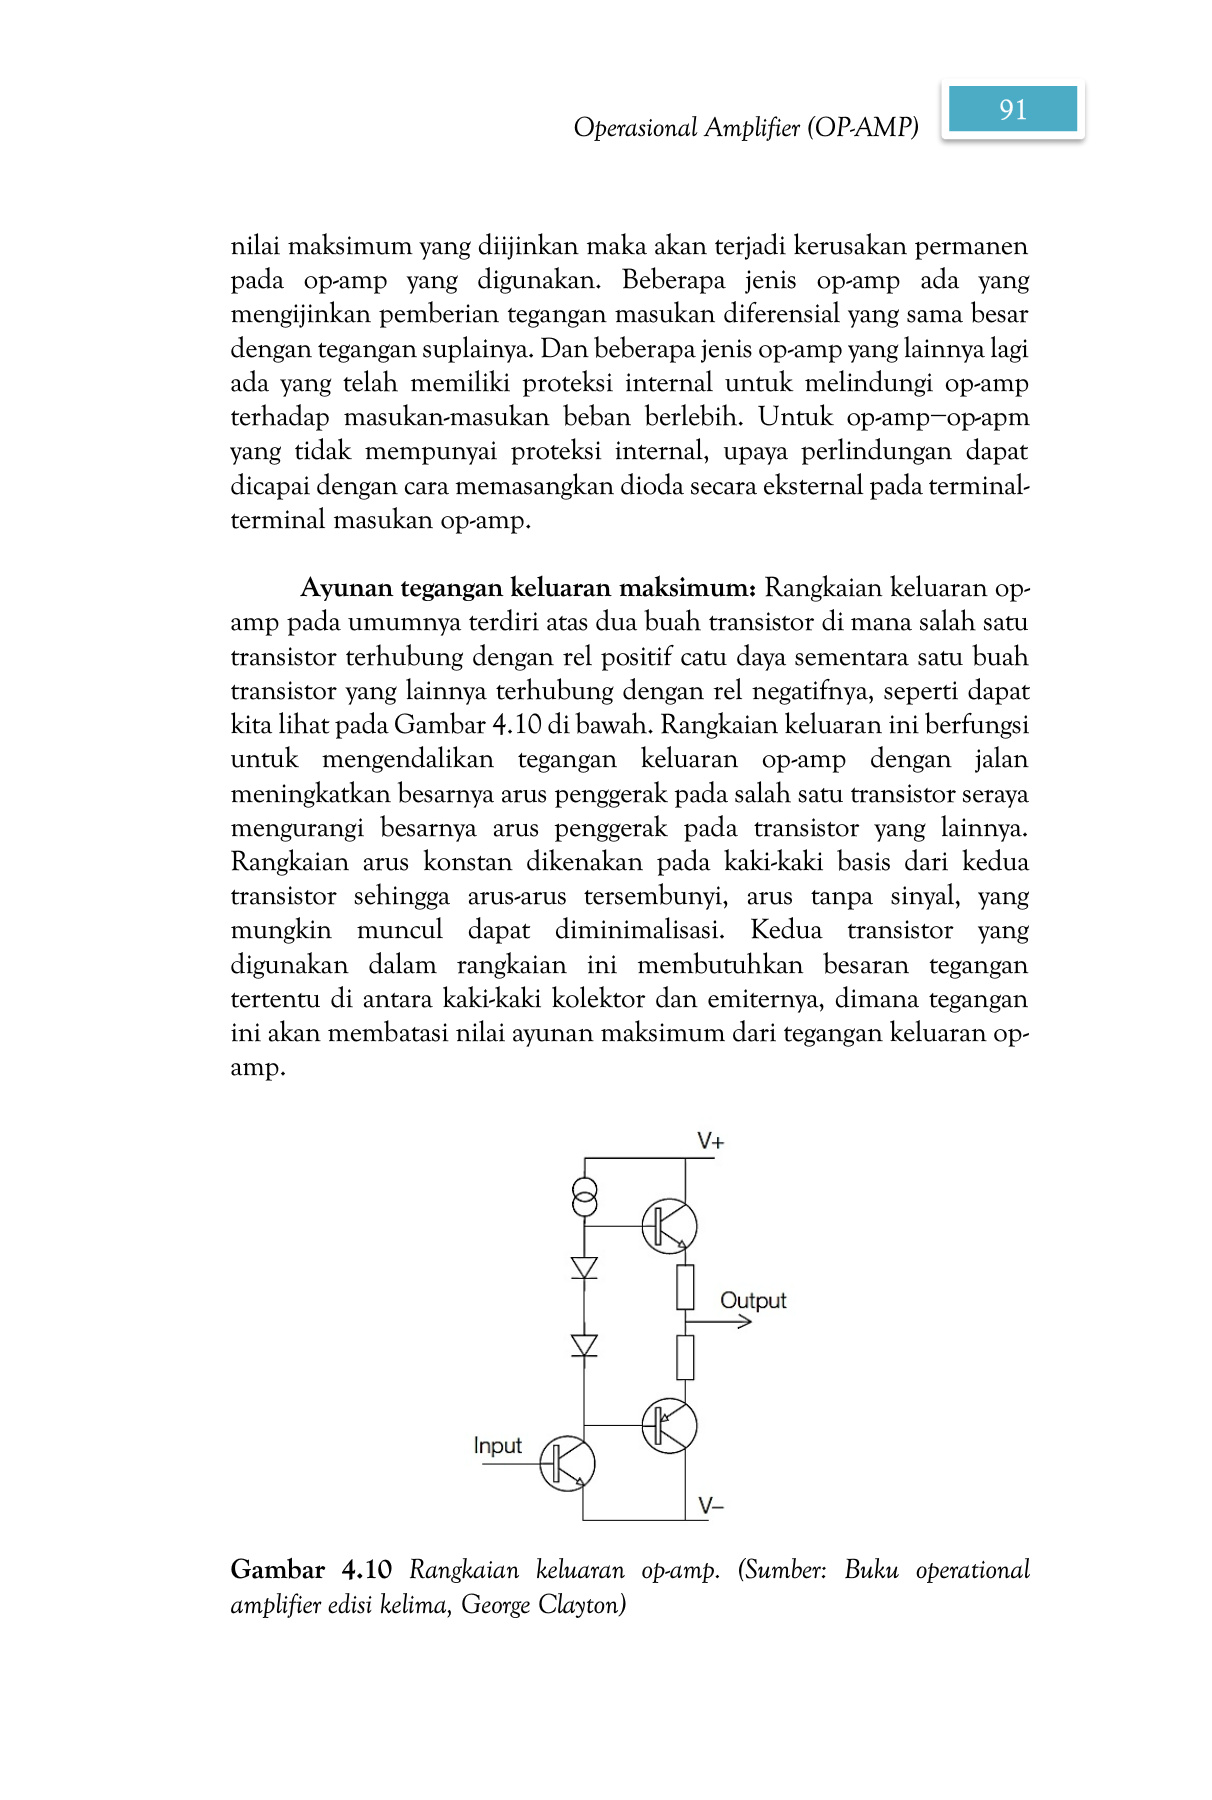 Operasional Amplifier (OP-AMP)
91
nilai maksimum yang diijinkan maka akan terjadi kerusakan permanen
pada op-amp yang digunakan. Beberapa jenis op-amp ada yang
mengijinkan pemberian tegangan masukan diferensial yang sama besar
dengan tegangan suplainya. Dan beberapa jenis op-amp yang lainnya lagi
ada yang telah memiliki proteksi internal untuk melindungi op-amp
terhadap masukan-masukan beban berlebih. Untuk op-amp–op-apm
yang tidak mempunyai proteksi internal, upaya perlindungan dapat
dicapai dengan cara memasangkan dioda secara eksternal pada terminal-
terminal masukan op-amp.
Ayunan tegangan keluaran maksimum: Rangkaian keluaran op-
amp pada umumnya terdiri atas dua buah transistor di mana salah satu
transistor terhubung dengan rel positif catu daya sementara satu buah
transistor yang lainnya terhubung dengan rel negatifnya, seperti dapat
kita lihat pada Gambar 4.10 di bawah. Rangkaian keluaran ini berfungsi
untuk mengendalikan tegangan keluaran op-amp dengan jalan
meningkatkan besarnya arus penggerak pada salah satu transistor seraya
mengurangi besarnya arus penggerak pada transistor yang lainnya.
Rangkaian arus konstan dikenakan pada kaki-kaki basis dari kedua
transistor sehingga arus-arus tersembunyi, arus tanpa sinyal, yang
mungkin muncul dapat diminimalisasi. Kedua transistor yang
digunakan dalam rangkaian ini membutuhkan besaran tegangan
tertentu di antara kaki-kaki kolektor dan emiternya, dimana tegangan
ini akan membatasi nilai ayunan maksimum dari tegangan keluaran op-
amp.
V+
Output
Input
V–
Gambar 4.10 Rangkaian keluaran op-amp. (Sumber: Buku operational
amplifier edisi kelima, George Clayton)